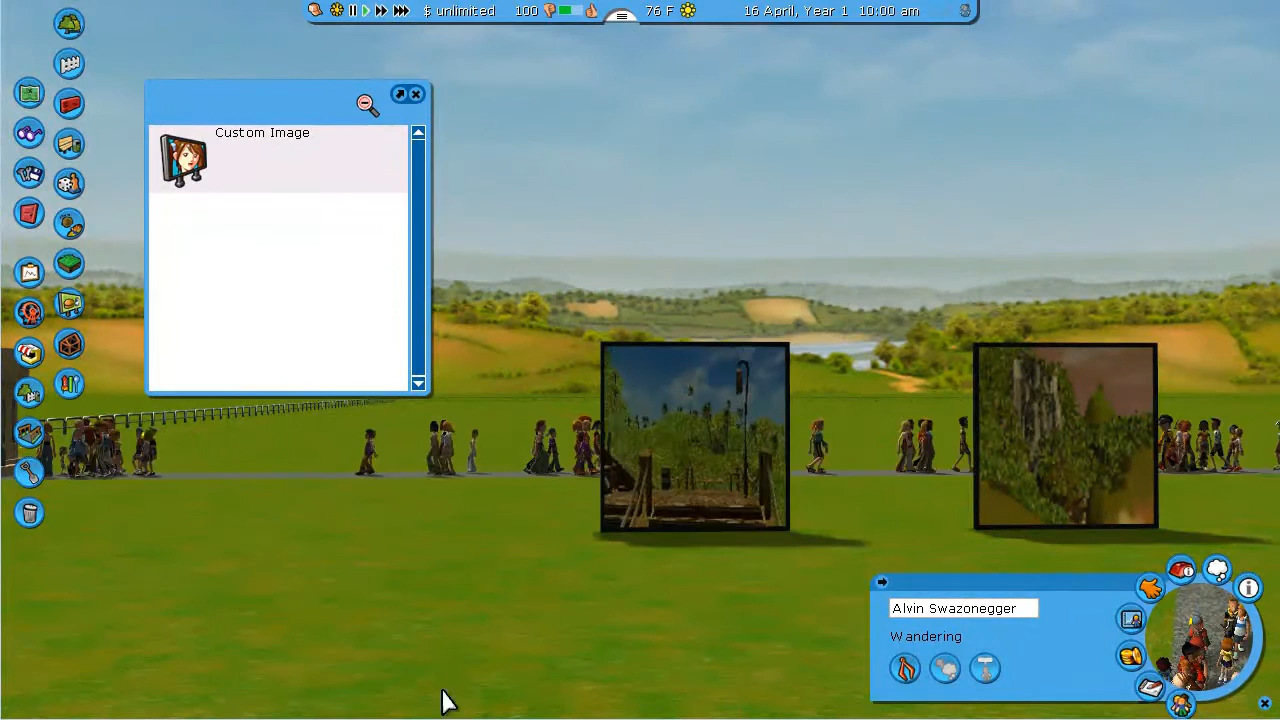 $ unlimited 100 76 F 16 April, Year 1 10:00 am
Custom Image
Alvin Swazonegger
Wandering